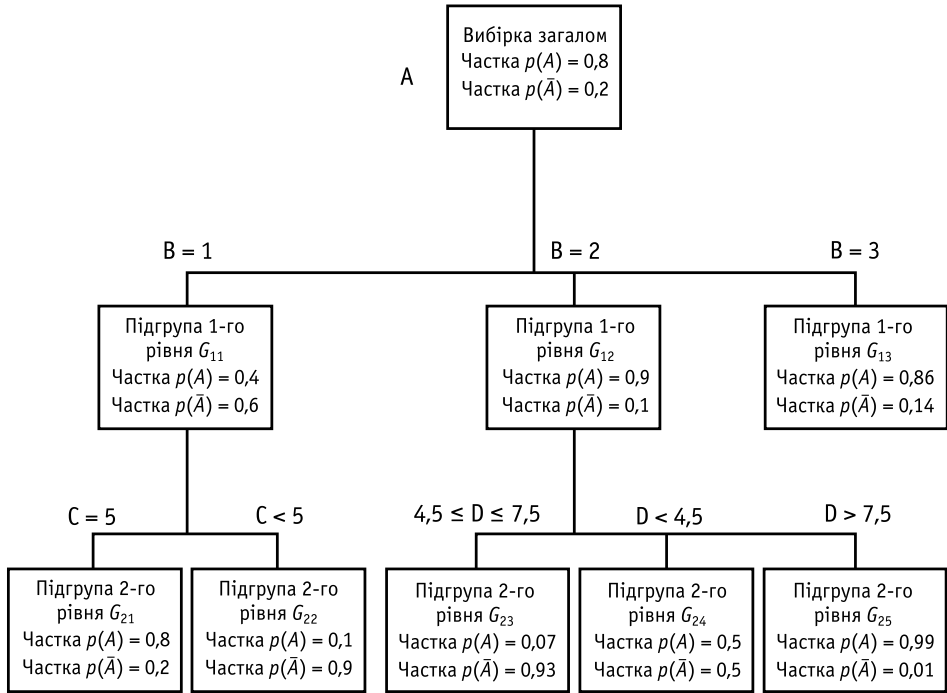 Вибірка загалом
Частка p(A) = 0,8
Частка p(Ā) = 0,2
A
B = 1
B = 2
B = 3
Підгрупа 1-го
рівня G₁₁
Частка p(A) = 0,4
Частка p(Ā) = 0,6
Підгрупа 1-го
рівня G₁₂
Частка p(A) = 0,9
Частка p(Ā) = 0,1
Підгрупа 1-го
рівня G₁₃
Частка p(A) = 0,86
Частка p(Ā) = 0,14
C = 5
C < 5
4,5 ≤ D ≤ 7,5
D < 4,5
D > 7,5
Підгрупа 2-го
рівня G₂₁
Частка p(A) = 0,8
Частка p(Ā) = 0,2
Підгрупа 2-го
рівня G₂₂
Частка p(A) = 0,1
Частка p(Ā) = 0,9
Підгрупа 2-го
рівня G₂₃
Частка p(A) = 0,07
Частка p(Ā) = 0,93
Підгрупа 2-го
рівня G₂₄
Частка p(A) = 0,5
Частка p(Ā) = 0,5
Підгрупа 2-го
рівня G₂₅
Частка p(A) = 0,99
Частка p(Ā) = 0,01